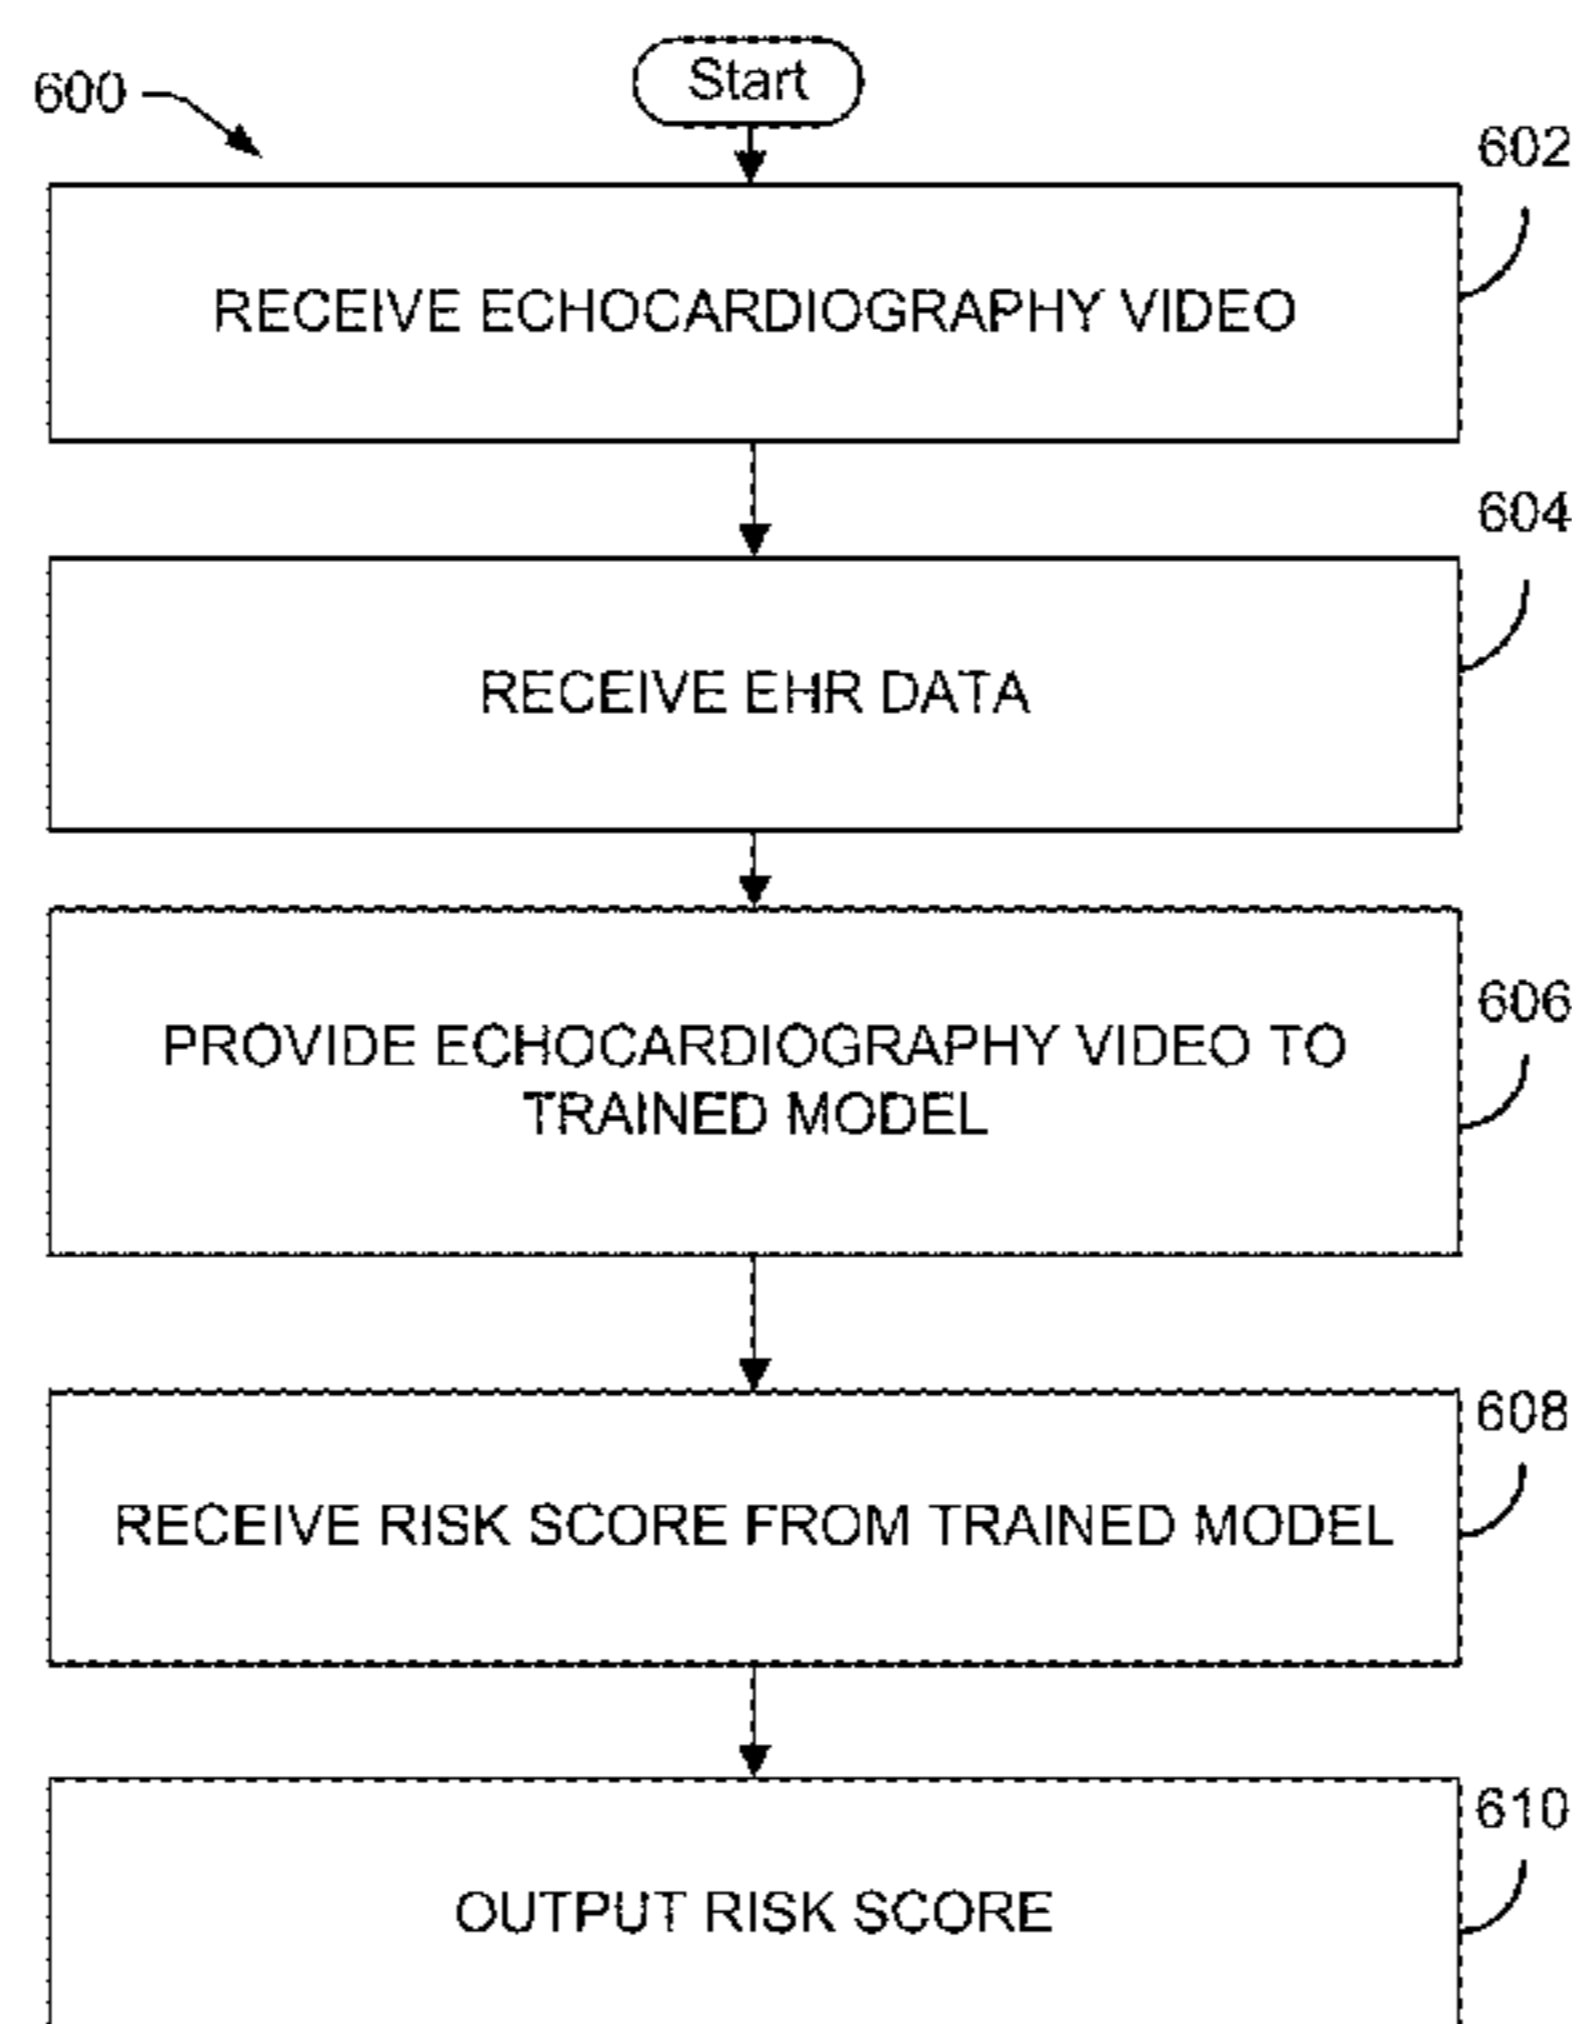 600
Start
602
RECEIVE ECHOCARDIOGRAPHY VIDEO
604
RECEIVE EHR DATA
606
PROVIDE ECHOCARDIOGRAPHY VIDEO TO
TRAINED MODEL
608
RECEIVE RISK SCORE FROM TRAINED MODEL
610
OUTPUT RISK SCORE